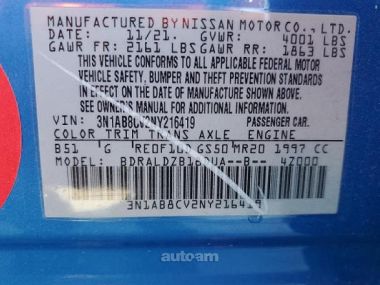 MANUFACTURED BY NISSAN MOTOR CO., LTD.
DATE: 11/21. GVWR: 4001 LBS
GAWR FR: 2161 LBS GAWR RR: 1863 LBS
THIS VEHICLE CONFORMS TO ALL APPLICABLE FEDERAL MOTOR
VEHICLE SAFETY, BUMPER AND THEFT PREVENTION STANDARDS
IN EFFECT ON THE DATE OF MANUFACTURE SHOWN ABOVE.
SEE OWNER'S MANUAL FOR ADDITIONAL INFORMATION
VIN: 3N1AB8CV2NY216419 PASSENGER CAR.
COLOR TRIM TRANS AXLE ENGINE
B51 G GS50 MR20 1997 CC
MODEL: 4Z000
3N1AB8CV2NY216419
autoam